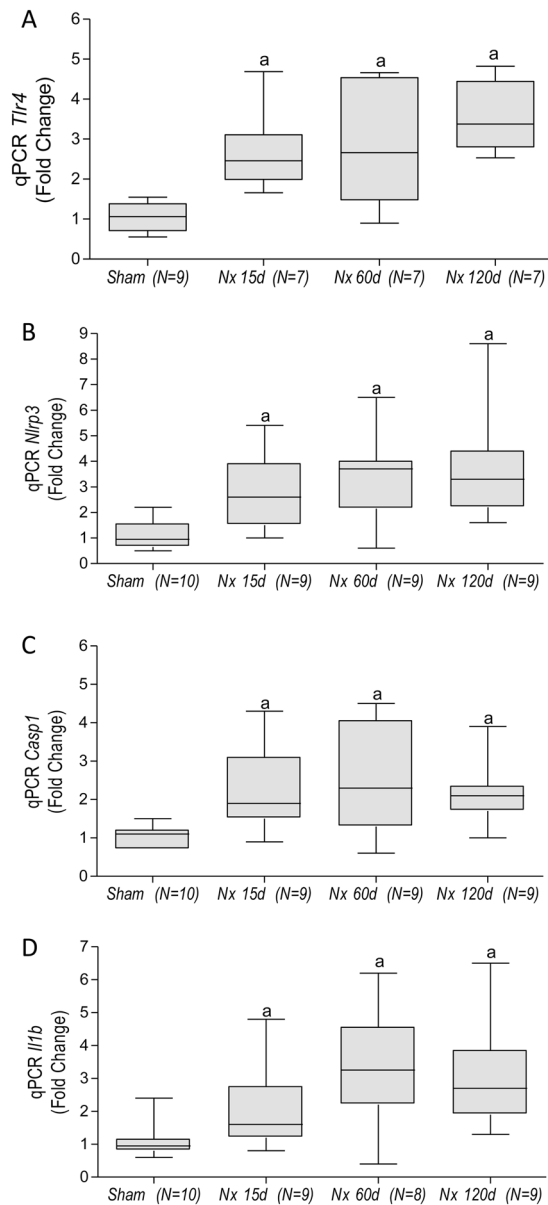 A
qPCR Tlr4
(Fold Change)
6
5
4
3
2
1
0
a
a
a
Sham (N=9)
Nx 15d (N=7)
Nx 60d (N=7)
Nx 120d (N=7)
B
qPCR Nlrp3
(Fold Change)
9
8
7
6
5
4
3
2
1
0
a
a
a
Sham (N=10)
Nx 15d (N=9)
Nx 60d (N=9)
Nx 120d (N=9)
C
qPCR Casp1
(Fold Change)
6
5
4
3
2
1
0
a
a
a
Sham (N=10)
Nx 15d (N=9)
Nx 60d (N=9)
Nx 120d (N=9)
D
qPCR Il1b
(Fold Change)
7
6
5
4
3
2
1
0
a
a
a
Sham (N=10)
Nx 15d (N=9)
Nx 60d (N=8)
Nx 120d (N=9)